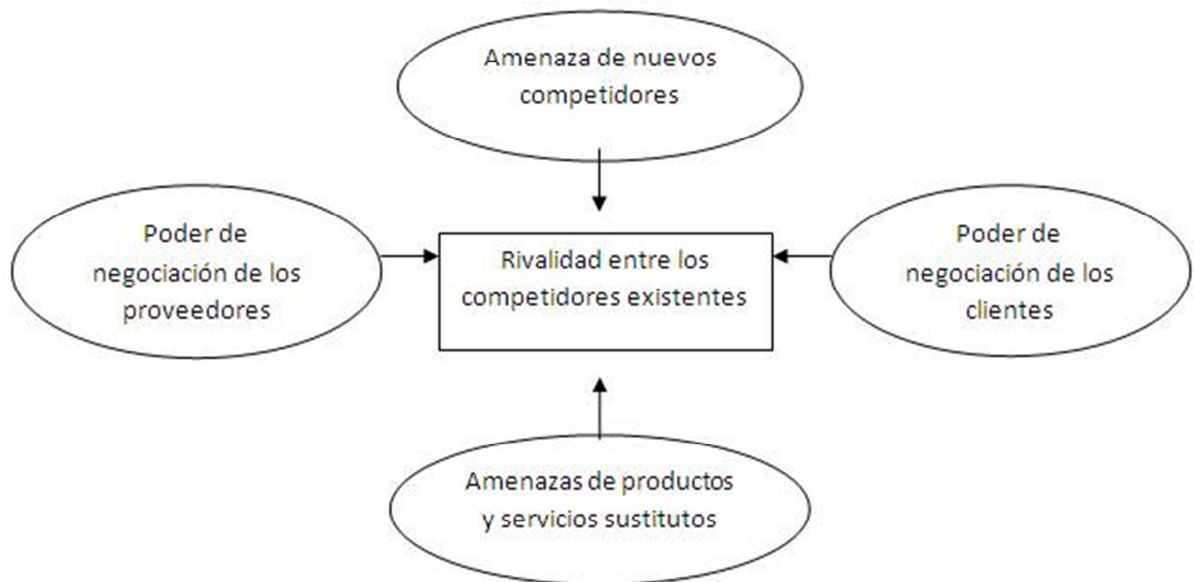 Amenaza de nuevos
competidores
Poder de
negociación de los
proveedores
Rivalidad entre los
competidores existentes
Poder de
negociación de los
clientes
Amenazas de productos
y servicios sustitutos